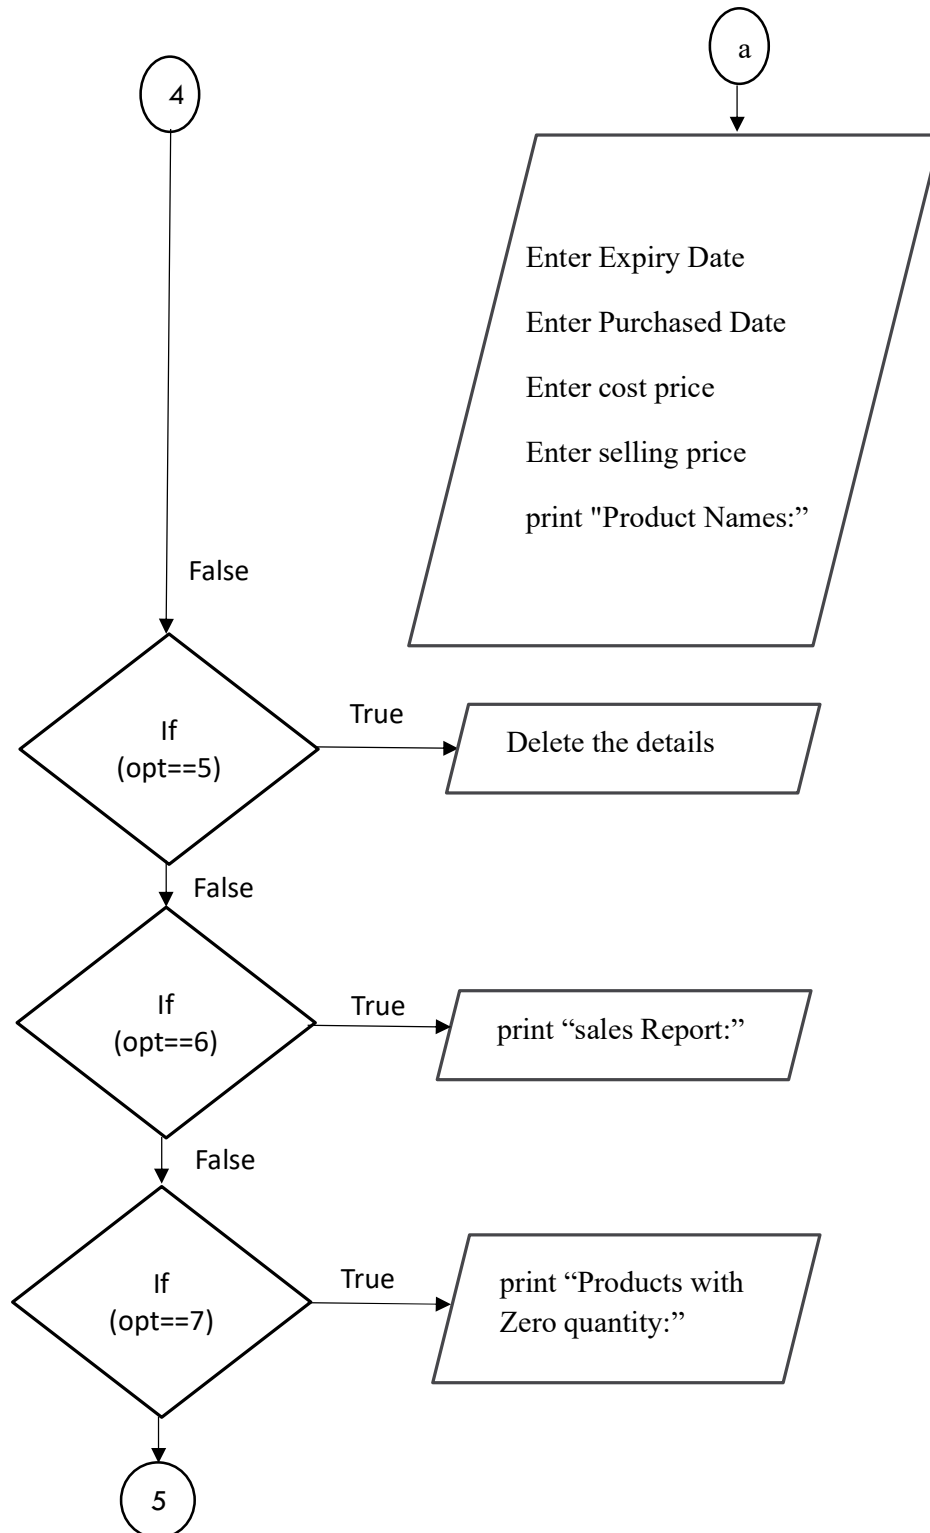 a
4
Enter Expiry Date
Enter Purchased Date
Enter cost price
Enter selling price
print "Product Names:”
False
If
(opt==5)
True
Delete the details
False
If
(opt==6)
True
print “sales Report:”
False
If
(opt==7)
True
print “Products with
Zero quantity:”
5